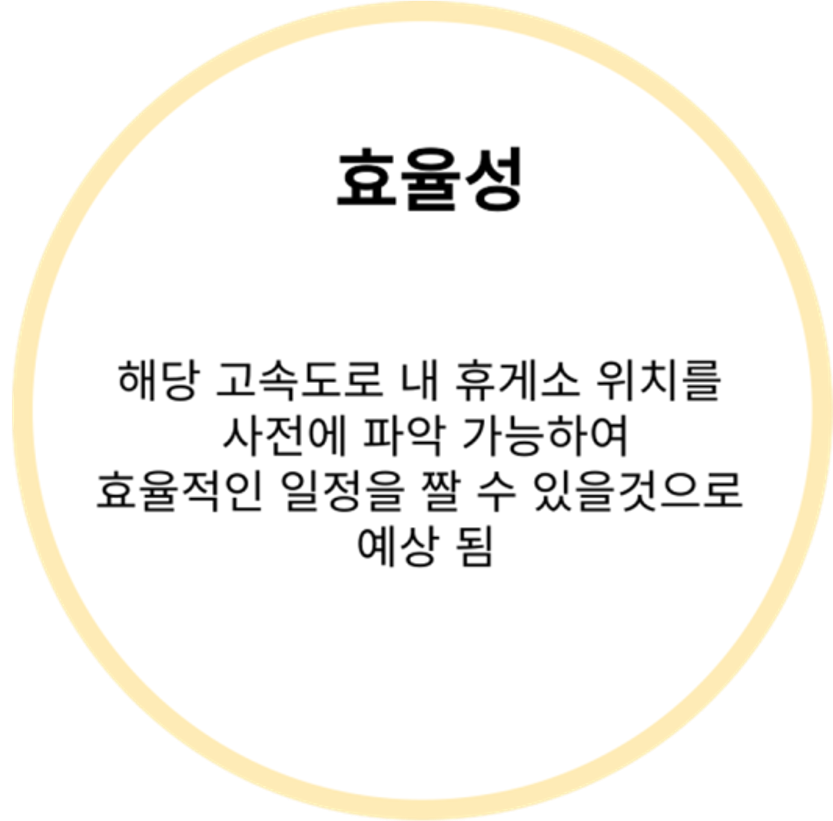 효율성
해당 고속도로 내 휴게소 위치를
사전에 파악 가능하여
효율적인 일정을 짤 수 있을것으로
예상 됨